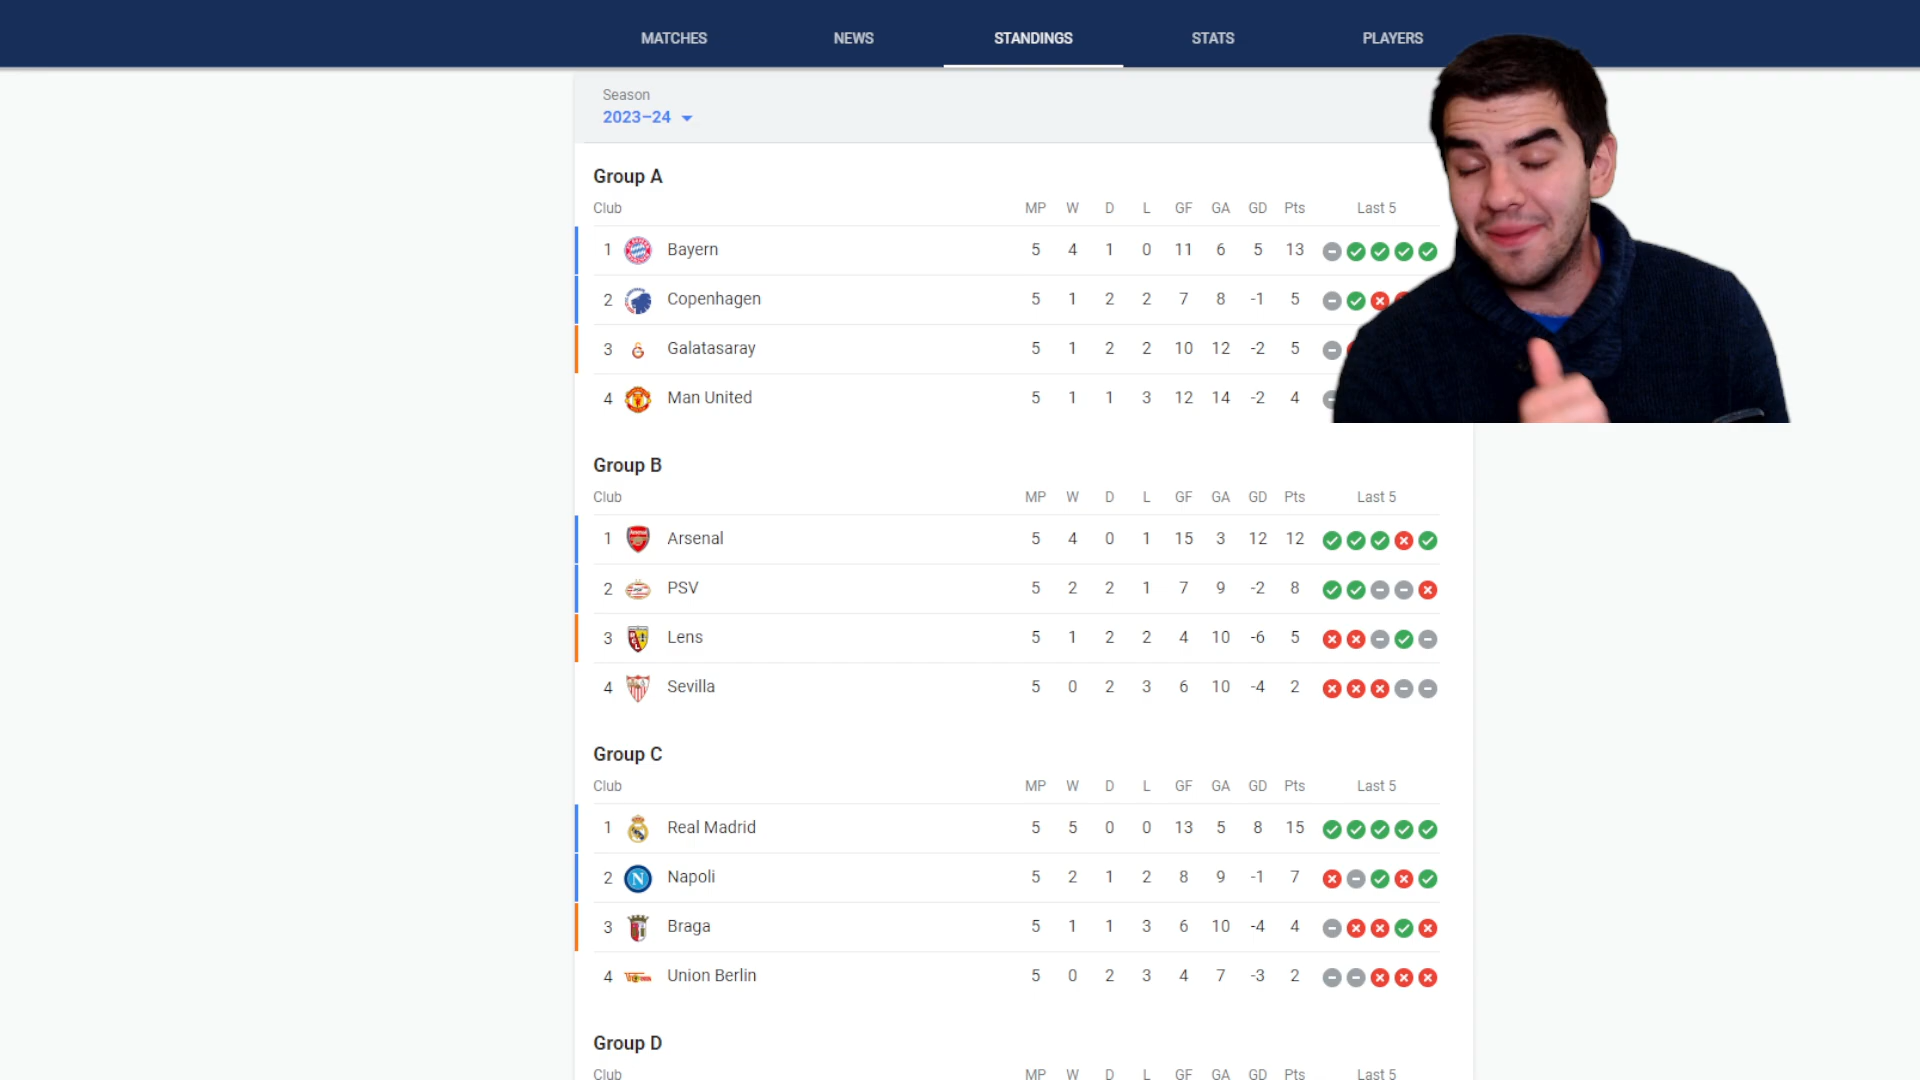 MATCHES NEWS STANDINGS STATS PLAYERS
Season
2023–24
Group A
Club MP W D L GF GA GD Pts Last 5
1 Bayern 5 4 1 0 11 6 5 13
2 Copenhagen 5 1 2 2 7 8 -1 5
3 Galatasaray 5 1 2 2 10 12 -2 5
4 Man United 5 1 1 3 12 14 -2 4
Group B
Club MP W D L GF GA GD Pts Last 5
1 Arsenal 5 4 0 1 15 3 12 12
2 PSV 5 2 2 1 7 9 -2 8
3 Lens 5 1 2 2 4 10 -6 5
4 Sevilla 5 0 2 3 6 10 -4 2
Group C
Club MP W D L GF GA GD Pts Last 5
1 Real Madrid 5 5 0 0 13 5 8 15
2 N Napoli 5 2 1 2 8 9 -1 7
3 Braga 5 1 1 3 6 10 -4 4
4 Union Berlin 5 0 2 3 4 7 -3 2
Group D
Club MP W D L GF GA GD Pts Last 5